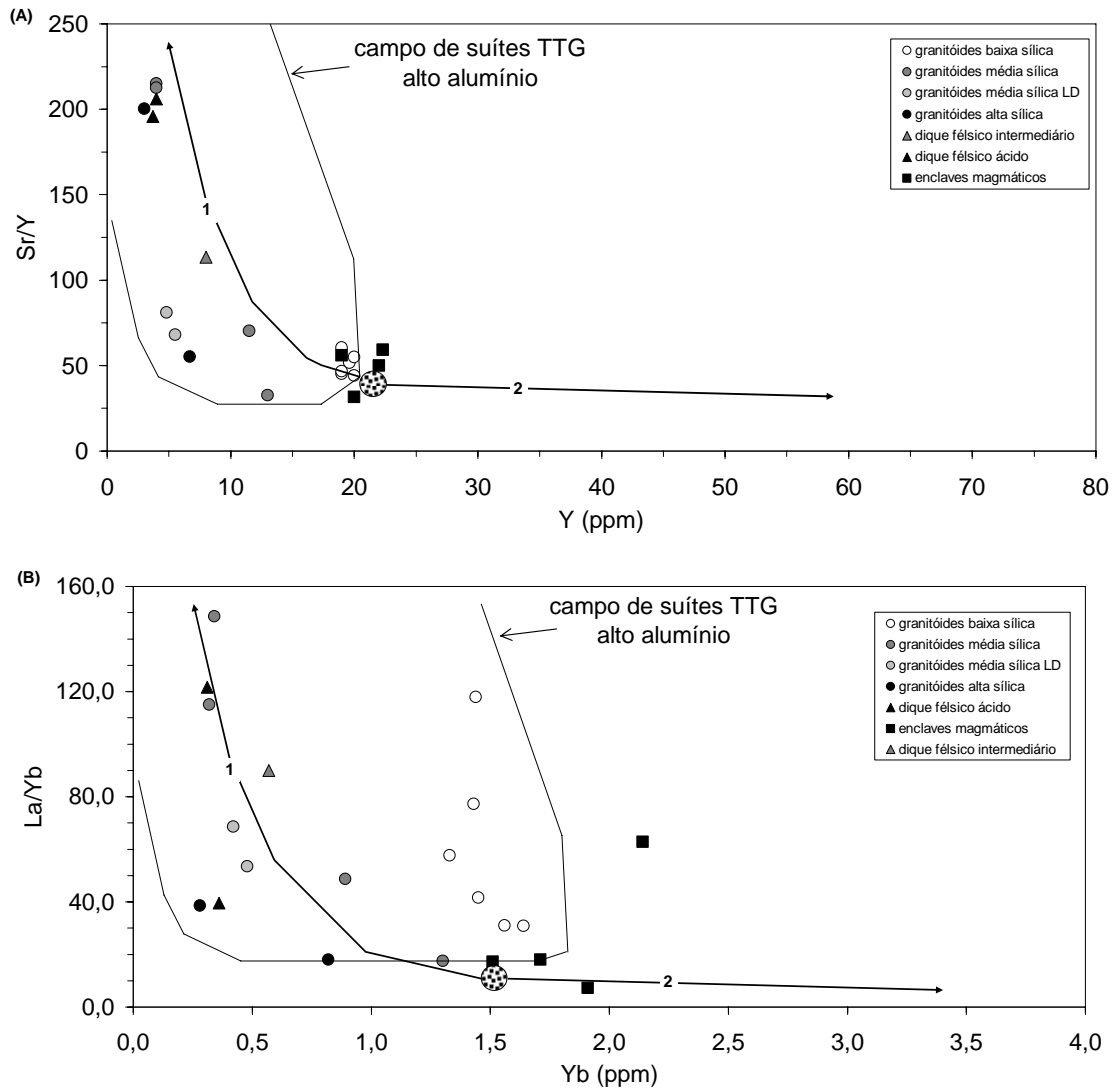 (A)
250
200
150
100
50
0
Sr/Y
campo de suítes TTG
alto alumínio
1
2
granitóides baixa sílica
granitóides média sílica
granitóides média sílica LD
granitóides alta sílica
dique félsico intermediário
dique félsico ácido
enclaves magmáticos
0 10 20 30 40 50 60 70 80
Y (ppm)
(B)
160,0
120,0
80,0
40,0
0,0
La/Yb
campo de suítes TTG
alto alumínio
1
2
granitóides baixa sílica
granitóides média sílica
granitóides média sílica LD
granitóides alta sílica
dique félsico ácido
enclaves magmáticos
dique félsico intermediário
0,0 0,5 1,0 1,5 2,0 2,5 3,0 3,5 4,0
Yb (ppm)